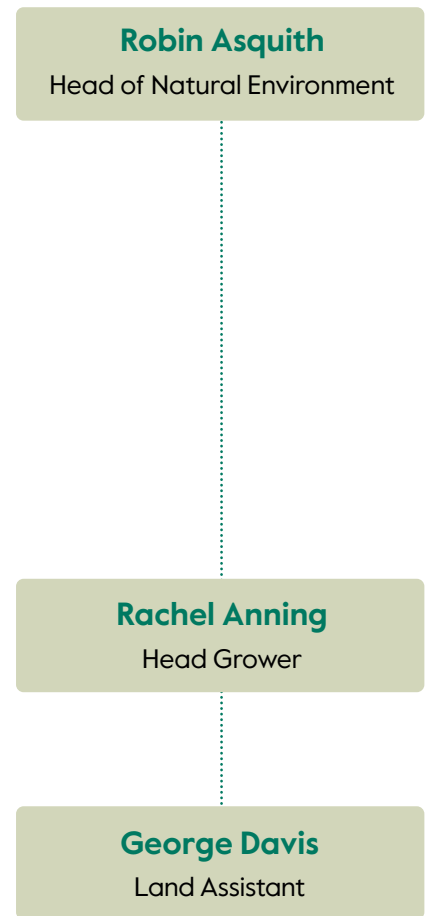 Robin Asquith
Head of Natural Environment
Rachel Anning
Head Grower
George Davis
Land Assistant